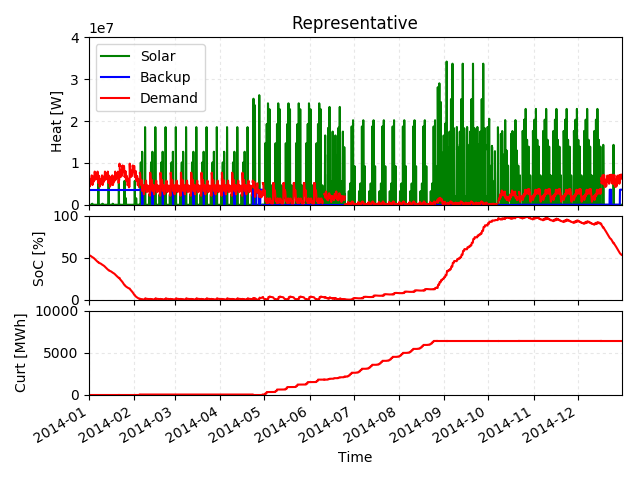 Representative
1e7
4
3
2
1
0
Heat [W]
Solar
Backup
Demand
100
50
0
SoC [%]
10000
5000
0
Curt [MWh]
2014-01
2014-02
2014-03
2014-04
2014-05
2014-06
2014-07
2014-08
2014-09
2014-10
2014-11
2014-12
Time